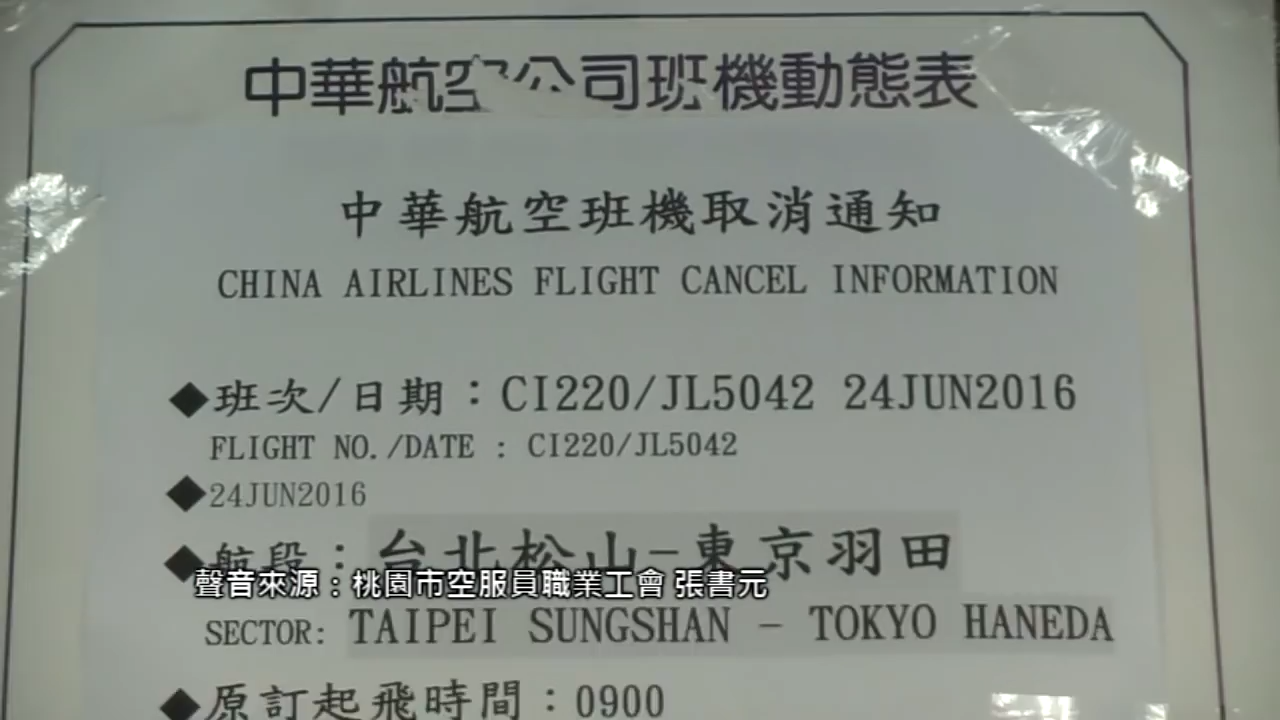 中華航空公司班機動態表
中華航空班機取消通知
CHINA AIRLINES FLIGHT CANCEL INFORMATION
◆班次/日期：CI220/JL5042 24JUN2016
FLIGHT NO./DATE : CI220/JL5042
◆24JUN2016
◆航段：台北松山-東京羽田
聲音來源：桃園市空服員職業工會 張書元
SECTOR: TAIPEI SUNGSHAN - TOKYO HANEDA
◆原訂起飛時間：0900